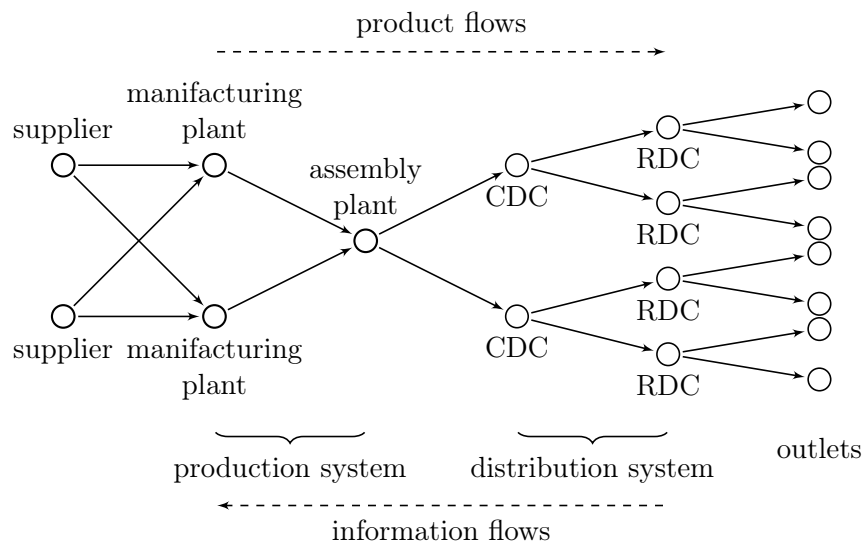 product flows
manifacturing
plant
supplier
assembly
plant
CDC
RDC
RDC
supplier
manifacturing
plant
CDC
RDC
RDC
outlets
production system
distribution system
information flows